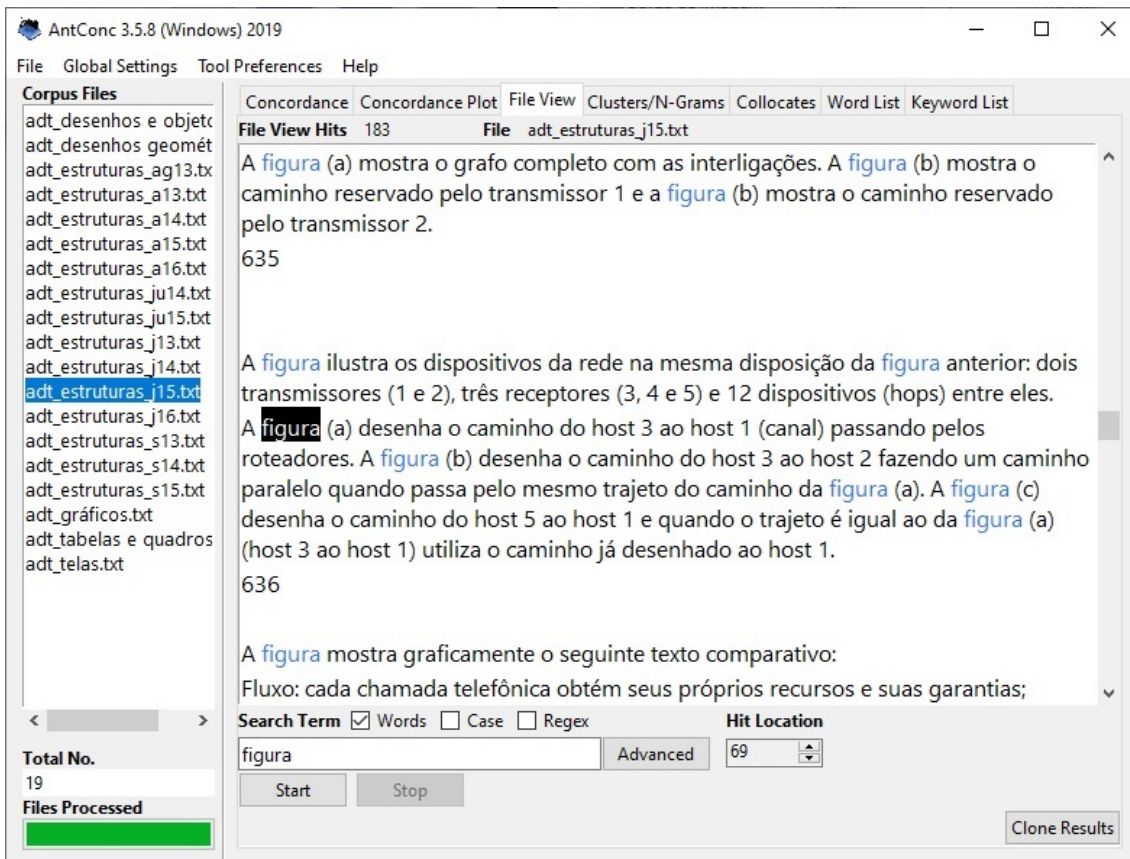 AntConc 3.5.8 (Windows) 2019
File Global Settings Tool Preferences Help
Corpus Files
adt_desenhos e objeto
adt_desenhos geomét
adt_estruturas_ag13.tx
adt_estruturas_a13.txt
adt_estruturas_a14.txt
adt_estruturas_a15.txt
adt_estruturas_a16.txt
adt_estruturas_ju14.txt
adt_estruturas_ju15.txt
adt_estruturas_j13.txt
adt_estruturas_j14.txt
adt_estruturas_j15.txt
adt_estruturas_j16.txt
adt_estruturas_s13.txt
adt_estruturas_s14.txt
adt_estruturas_s15.txt
adt_gráficos.txt
adt_tabelas e quadros
adt_telas.txt
Total No.
19
Files Processed
Concordance Concordance Plot File View Clusters/N-Grams Collocates Word List Keyword List
File View Hits 183 File adt_estruturas_j15.txt
A figura (a) mostra o grafo completo com as interligações. A figura (b) mostra o
caminho reservado pelo transmissor 1 e a figura (b) mostra o caminho reservado
pelo transmissor 2.
635
A figura ilustra os dispositivos da rede na mesma disposição da figura anterior: dois
transmissores (1 e 2), três receptores (3, 4 e 5) e 12 dispositivos (hops) entre eles.
A figura (a) desenha o caminho do host 3 ao host 1 (canal) passando pelos
roteadores. A figura (b) desenha o caminho do host 3 ao host 2 fazendo um caminho
paralelo quando passa pelo mesmo trajeto do caminho da figura (a). A figura (c)
desenha o caminho do host 5 ao host 1 e quando o trajeto é igual ao da figura (a)
(host 3 ao host 1) utiliza o caminho já desenhado ao host 1.
636
A figura mostra graficamente o seguinte texto comparativo:
Fluxo: cada chamada telefônica obtém seus próprios recursos e suas garantias;
Search Term Words Case Regex Hit Location
figura Advanced 69
Start Stop
Clone Results